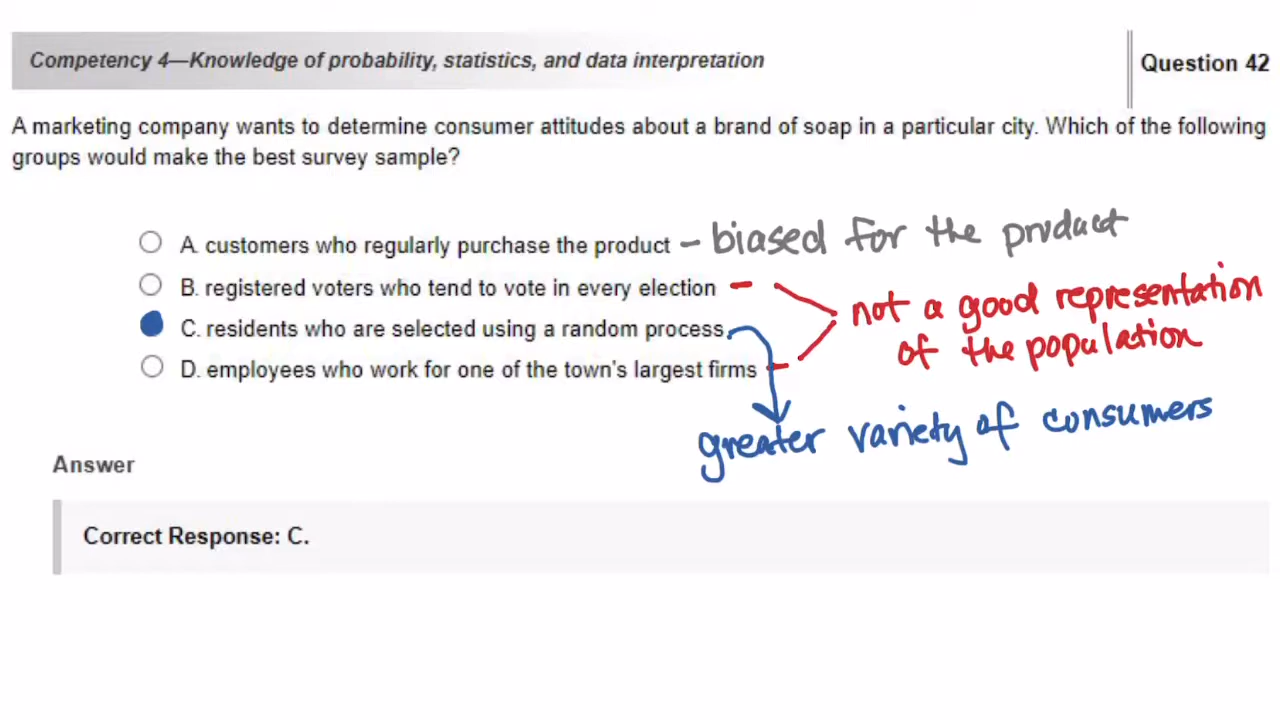 Competency 4—Knowledge of probability, statistics, and data interpretation
Question 42
A marketing company wants to determine consumer attitudes about a brand of soap in a particular city. Which of the following
groups would make the best survey sample?
A. customers who regularly purchase the product - biased for the product
B. registered voters who tend to vote in every election -
not a good representation
of the population
C. residents who are selected using a random process
D. employees who work for one of the town's largest firms -
greater variety of consumers
Answer
Correct Response: C.